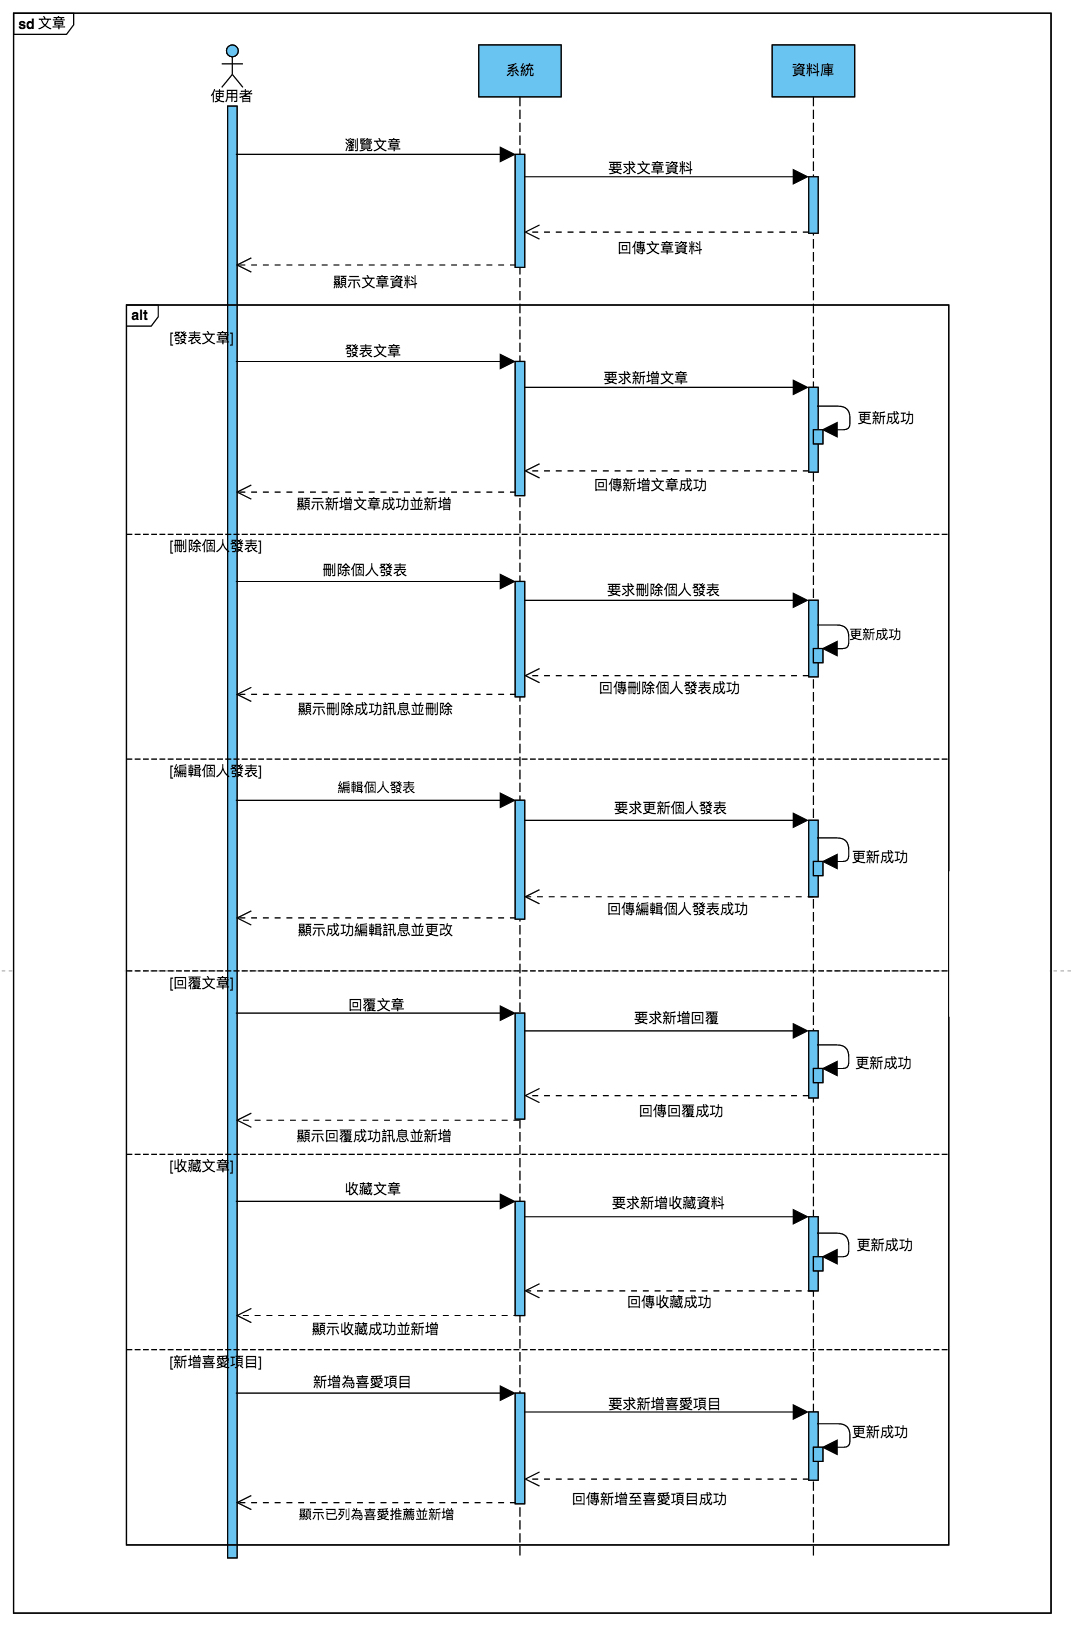 sd 文章
使用者
系統
資料庫
瀏覽文章
要求文章資料
回傳文章資料
顯示文章資料
alt
[發表文章]
發表文章
要求新增文章
更新成功
回傳新增文章成功
顯示新增文章成功並新增
[刪除個人發表]
刪除個人發表
要求刪除個人發表
更新成功
回傳刪除個人發表成功
顯示刪除成功訊息並刪除
[編輯個人發表]
編輯個人發表
要求更新個人發表
更新成功
回傳編輯個人發表成功
顯示成功編輯訊息並更改
[回覆文章]
回覆文章
要求新增回覆
更新成功
回傳回覆成功
顯示回覆成功訊息並新增
[收藏文章]
收藏文章
要求新增收藏資料
更新成功
回傳收藏成功
顯示收藏成功並新增
[新增喜愛項目]
新增為喜愛項目
要求新增喜愛項目
更新成功
回傳新增至喜愛項目成功
顯示已列為喜愛推薦並新增